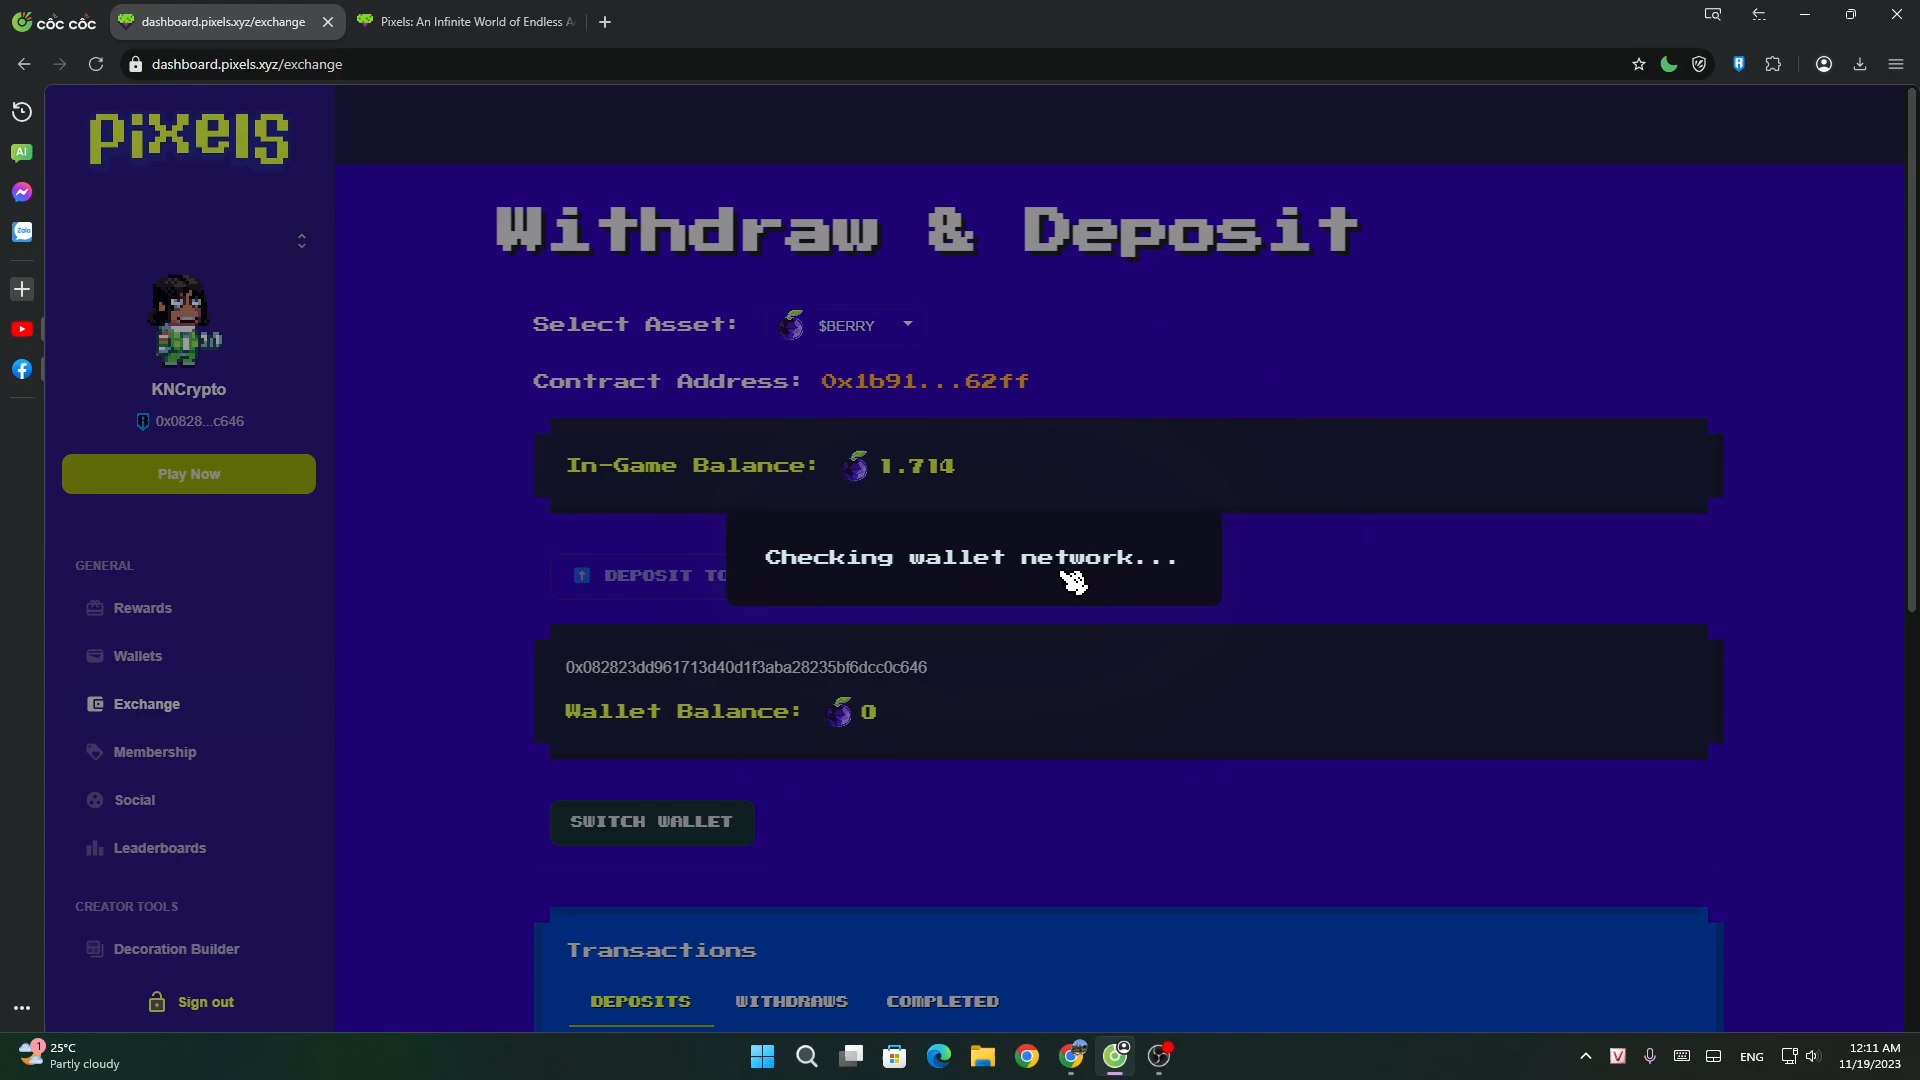 cốc cốc
dashboard.pixels.xyz/exchange
Pixels: An Infinite World of Endless A
dashboard.pixels.xyz/exchange
AI
Zalo
pixels
KNCrypto
0x0828...c646
Play Now
GENERAL
Rewards
Wallets
Exchange
Membership
Social
Leaderboards
CREATOR TOOLS
Decoration Builder
Sign out
Withdraw & Deposit
Select Asset:
$BERRY
Contract Address: 0x1b91...62ff
In-Game Balance: 1.714
DEPOSIT TO
Checking wallet network...
0x082823dd961713d40d1f3aba28235bf6dcc0c646
Wallet Balance: 0
SWITCH WALLET
Transactions
DEPOSITS
WITHDRAWS
COMPLETED
1
25°C
Partly cloudy
V
ENG
12:11 AM
11/19/2023